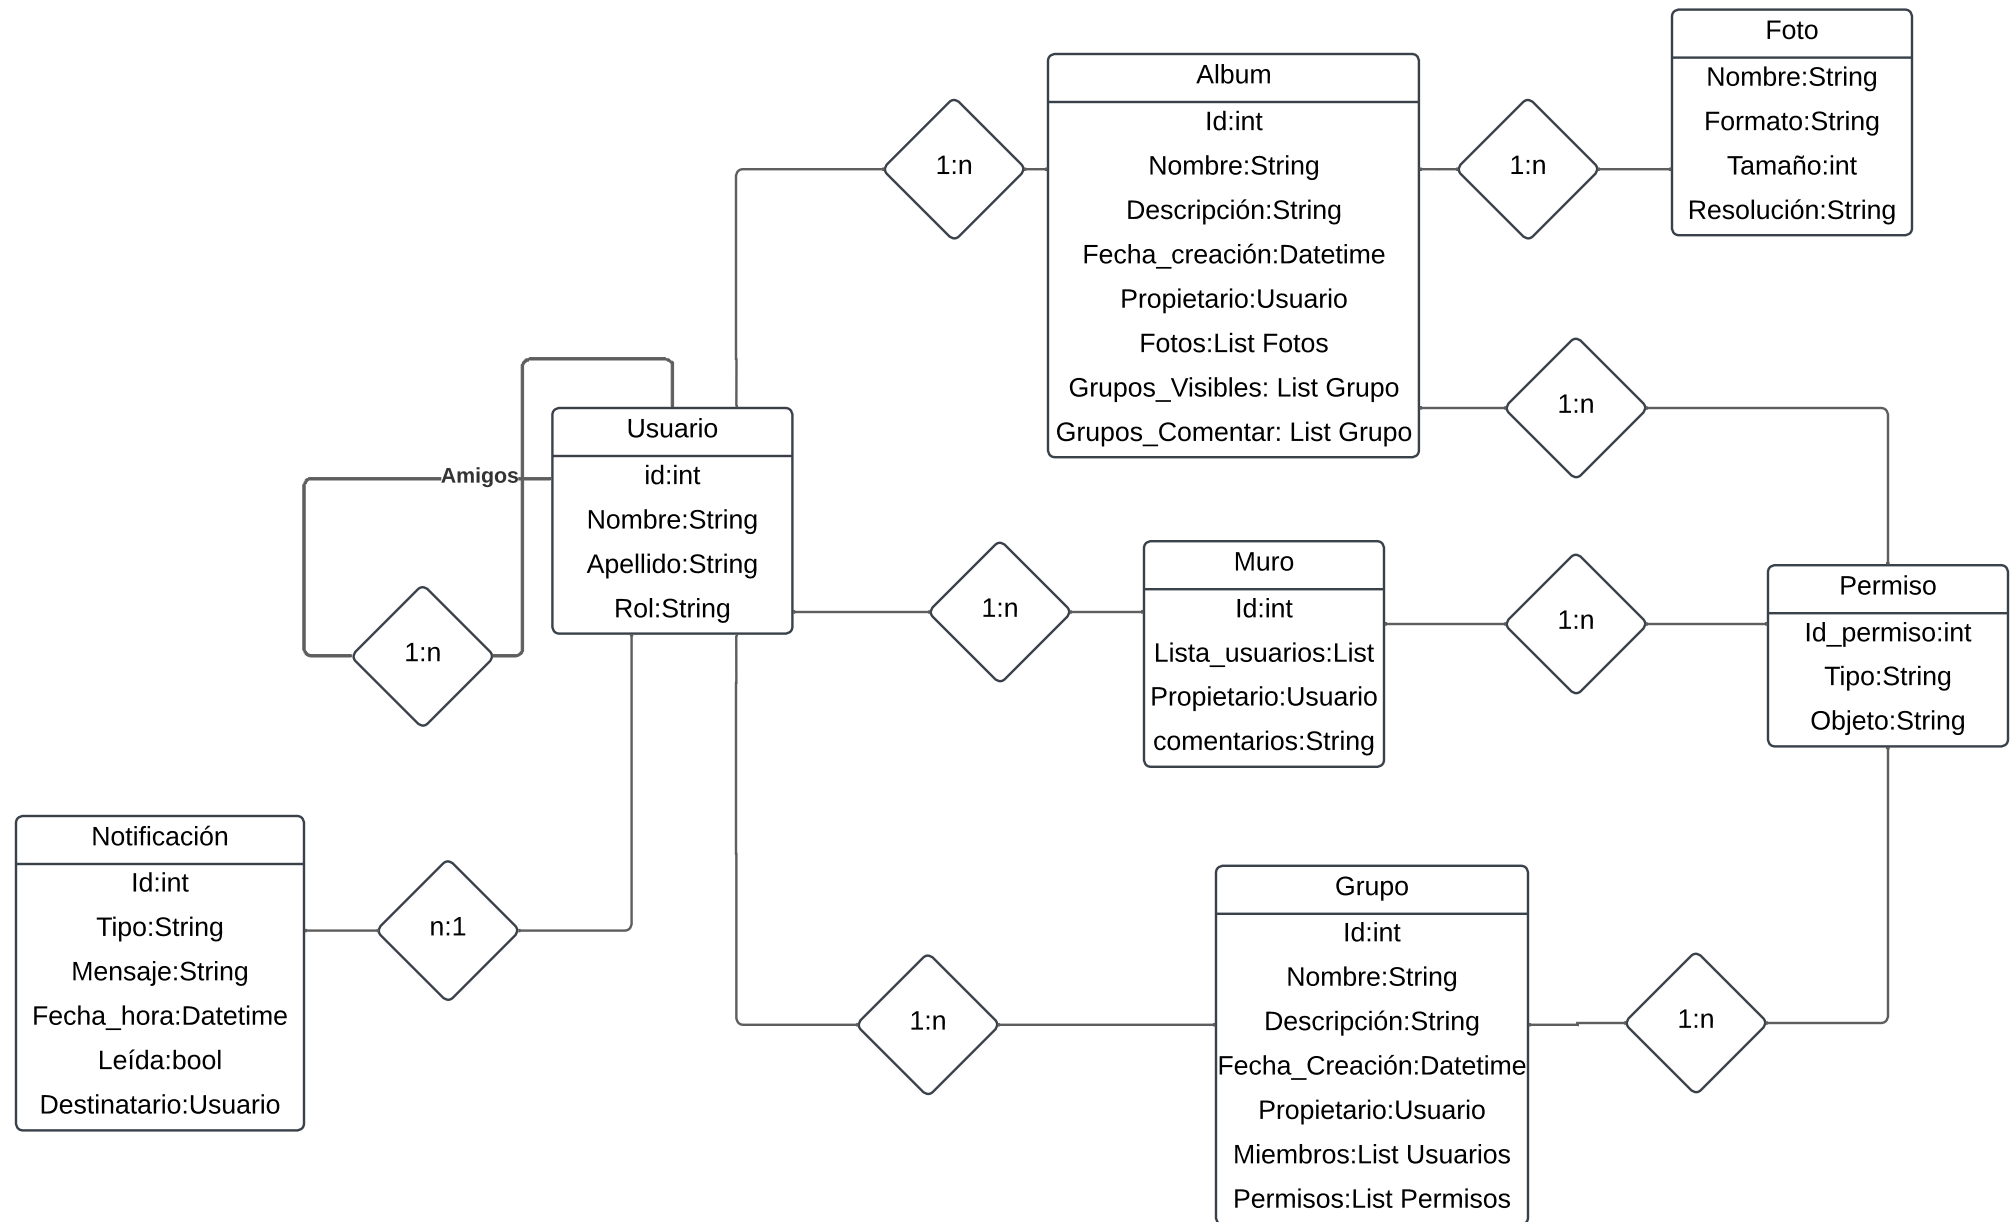 Foto
Nombre:String
Formato:String
Tamaño:int
Resolución:String
Album
Id:int
Nombre:String
Descripción:String
Fecha_creación:Datetime
Propietario:Usuario
Fotos:List Fotos
Grupos_Visibles: List Grupo
Grupos_Comentar: List Grupo
1:n
1:n
1:n
Usuario
id:int
Nombre:String
Apellido:String
Rol:String
Amigos
1:n
1:n
Muro
Id:int
Lista_usuarios:List
Propietario:Usuario
comentarios:String
1:n
Permiso
Id_permiso:int
Tipo:String
Objeto:String
Notificación
Id:int
Tipo:String
Mensaje:String
Fecha_hora:Datetime
Leída:bool
Destinatario:Usuario
n:1
1:n
Grupo
Id:int
Nombre:String
Descripción:String
Fecha_Creación:Datetime
Propietario:Usuario
Miembros:List Usuarios
Permisos:List Permisos
1:n